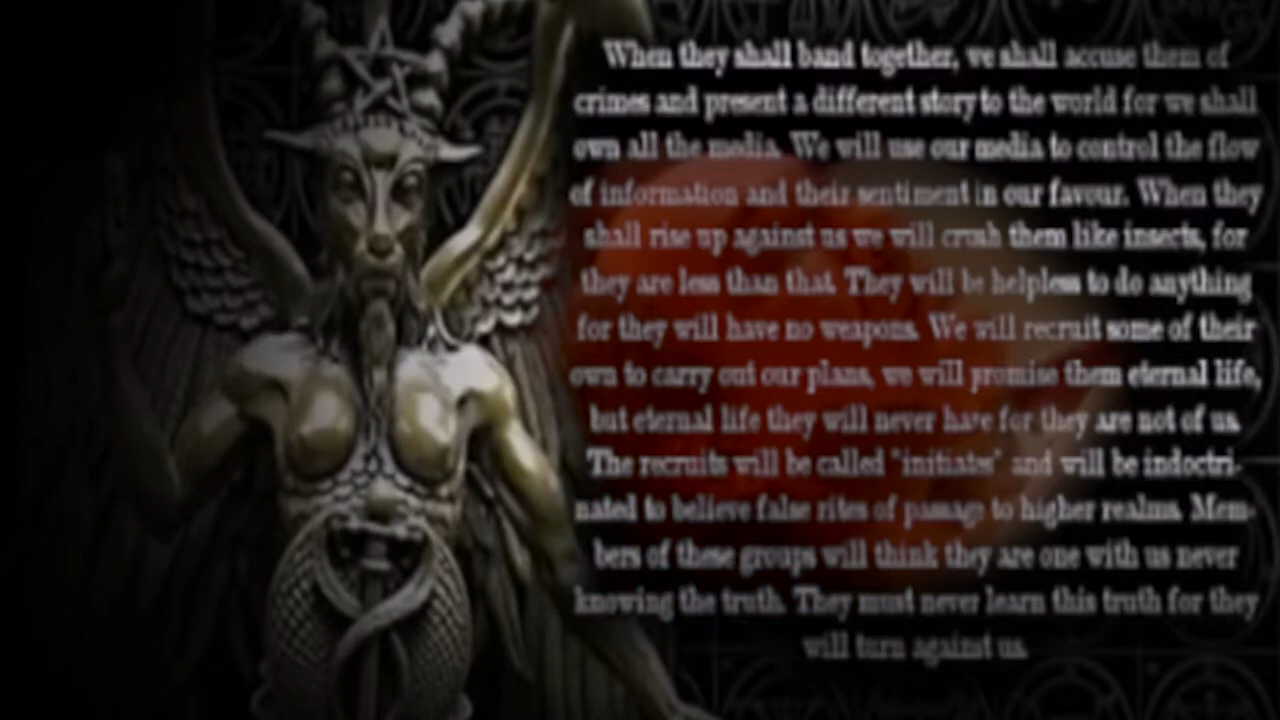 When they shall band together, we shall accuse them of
crimes and present a different story to the world for we shall
own all the media. We will use our media to control the flow
of information and their sentiment in our favour. When they
shall rise up against us we will crush them like insects, for
they are less than that. They will be helpless to do anything
for they will have no weapons. We will recruit some of their
own to carry out our plans, we will promise them eternal life,
but eternal life they will never have for they are not of us.
The recruits will be called "initiates" and will be indoctri-
nated to believe false rites of passage to higher realms. Mem-
bers of these groups will think they are one with us never
knowing the truth. They must never learn this truth for they
will turn against us.